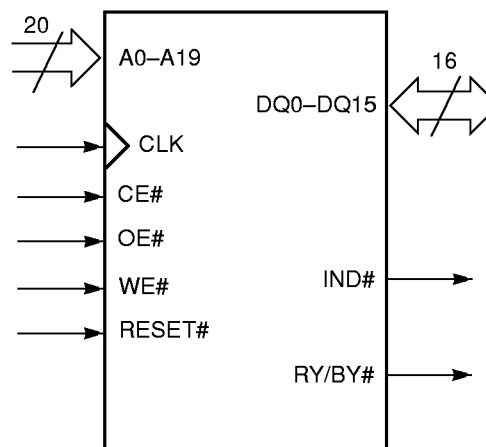 20
A0–A19
16
DQ0–DQ15
CLK
CE#
OE#
WE#
IND#
RESET#
RY/BY#